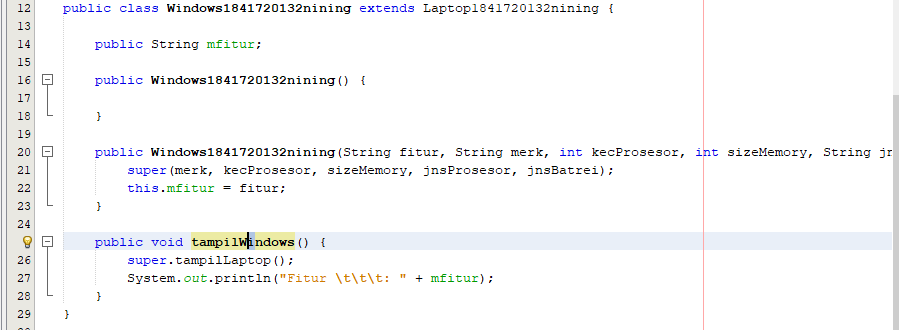 12 public class Windows1841720132nining extends Laptop1841720132nining {
13
14 public String mfitur;
15
16 public Windows1841720132nining() {
17
18 }
19
20 public Windows1841720132nining(String fitur, String merk, int kecProsesor, int sizeMemory, String jn
21 super(merk, kecProsesor, sizeMemory, jnsProsesor, jnsBatrei);
22 this.mfitur = fitur;
23 }
24
public void tampilWindows() {
26 super.tampilLaptop();
27 System.out.println("Fitur \t\t\t: " + mfitur);
28 }
29 }